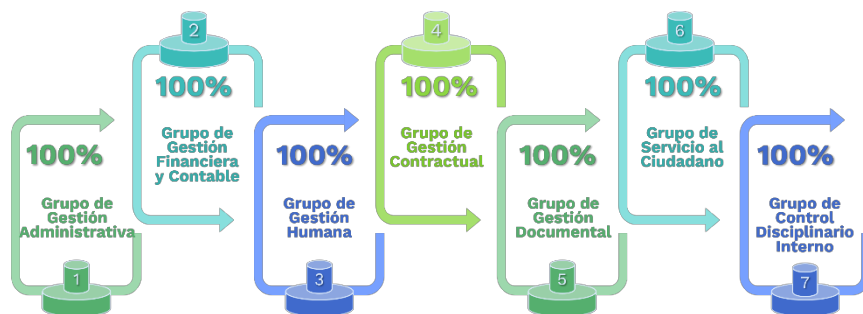 1
100%
Grupo de
Gestión
Administrativa
2
100%
Grupo de
Gestión
Financiera
y Contable
3
100%
Grupo de
Gestión
Humana
4
100%
Grupo de
Gestión
Contractual
5
100%
Grupo de
Gestión
Documental
6
100%
Grupo de
Servicio al
Ciudadano
7
100%
Grupo de
Control
Disciplinario
Interno